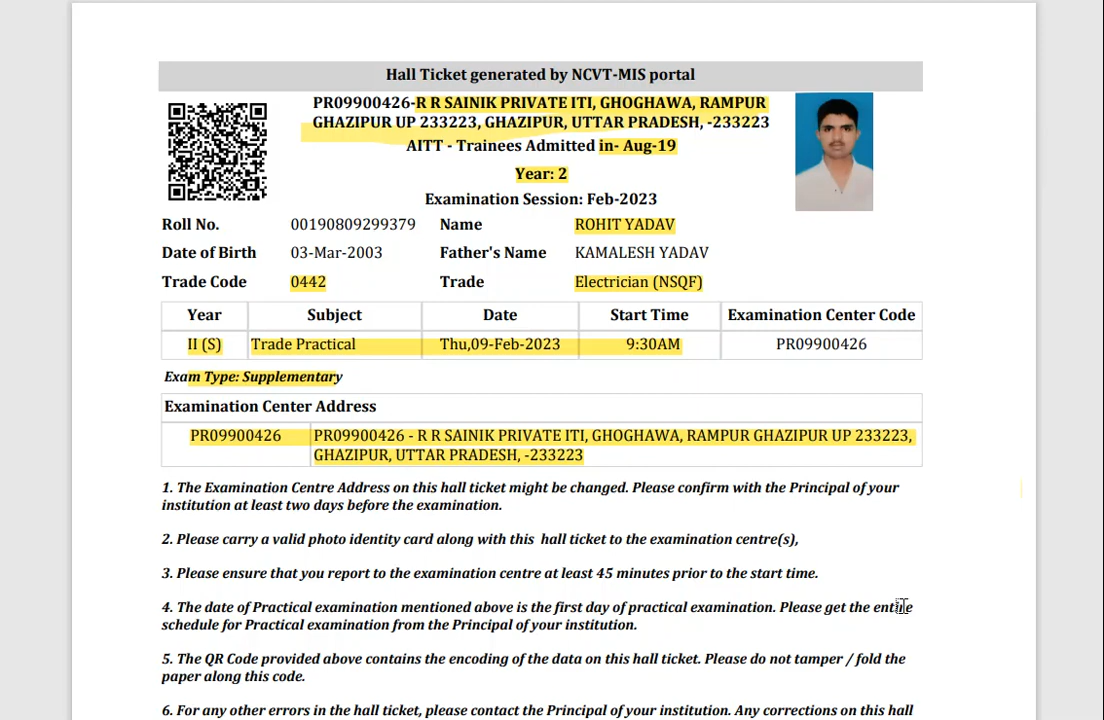 Hall Ticket generated by NCVT-MIS portal
PR09900426-R R SAINIK PRIVATE ITI, GHOGHAWA, RAMPUR
GHAZIPUR UP 233223, GHAZIPUR, UTTAR PRADESH, -233223
AITT - Trainees Admitted in- Aug-19
Year: 2
Examination Session: Feb-2023
Roll No. 00190809299379 Name ROHIT YADAV
Date of Birth 03-Mar-2003 Father's Name KAMALESH YADAV
Trade Code 0442 Trade Electrician (NSQF)
Year Subject Date Start Time Examination Center Code
II (S) Trade Practical Thu,09-Feb-2023 9:30AM PR09900426
Exam Type: Supplementary
Examination Center Address
PR09900426 PR09900426 - R R SAINIK PRIVATE ITI, GHOGHAWA, RAMPUR GHAZIPUR UP 233223,
GHAZIPUR, UTTAR PRADESH, -233223
1. The Examination Centre Address on this hall ticket might be changed. Please confirm with the Principal of your
institution at least two days before the examination.
2. Please carry a valid photo identity card along with this hall ticket to the examination centre(s),
3. Please ensure that you report to the examination centre at least 45 minutes prior to the start time.
4. The date of Practical examination mentioned above is the first day of practical examination. Please get the entire
schedule for Practical examination from the Principal of your institution.
5. The QR Code provided above contains the encoding of the data on this hall ticket. Please do not tamper / fold the
paper along this code.
6. For any other errors in the hall ticket, please contact the Principal of your institution. Any corrections on this hall